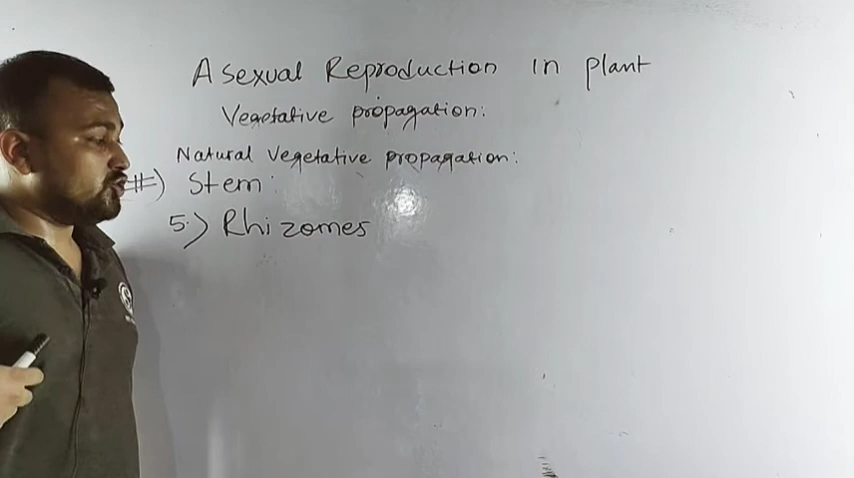 Asexual Reproduction in plant
Vegetative propagation:
Natural Vegetative propagation:
#) Stem:
5.) Rhizomes